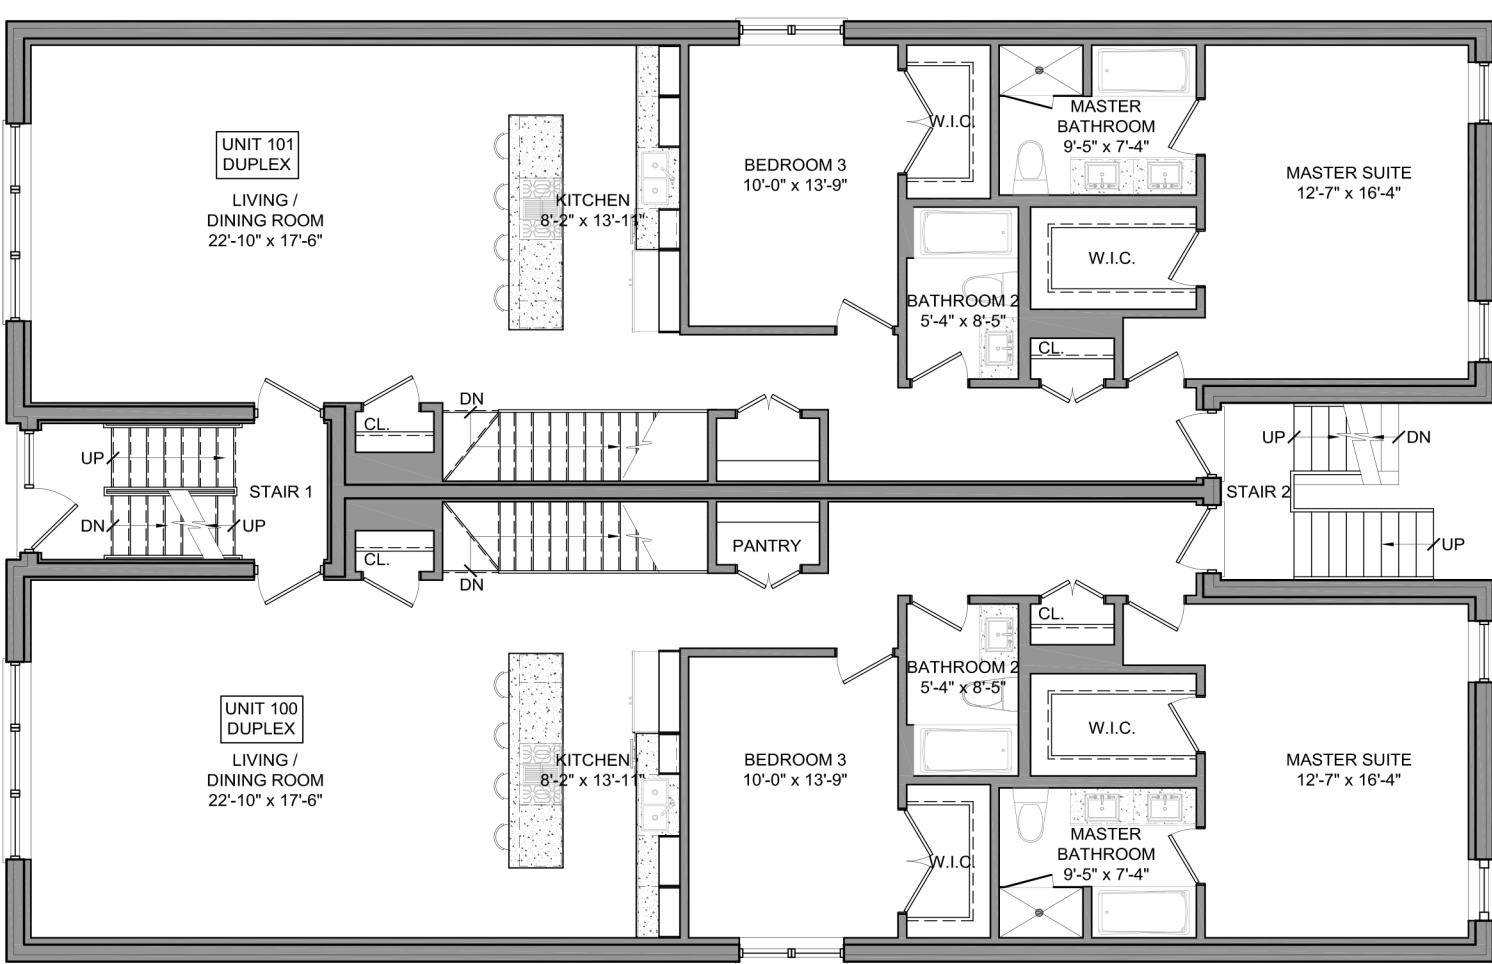 UNIT 101
DUPLEX
LIVING /
DINING ROOM
22'-10" x 17'-6"
KITCHEN
8'-2" x 13'-11"
BEDROOM 3
10'-0" x 13'-9"
W.I.C.
MASTER
BATHROOM
9'-5" x 7'-4"
MASTER SUITE
12'-7" x 16'-4"
W.I.C.
BATHROOM 2
5'-4" x 8'-5"
CL.
CL.
DN
UP
STAIR 1
DN
UP
UP
DN
STAIR 2
UP
PANTRY
CL.
DN
CL.
UNIT 100
DUPLEX
LIVING /
DINING ROOM
22'-10" x 17'-6"
KITCHEN
8'-2" x 13'-11"
BEDROOM 3
10'-0" x 13'-9"
BATHROOM 2
5'-4" x 8'-5"
W.I.C.
MASTER SUITE
12'-7" x 16'-4"
W.I.C.
MASTER
BATHROOM
9'-5" x 7'-4"